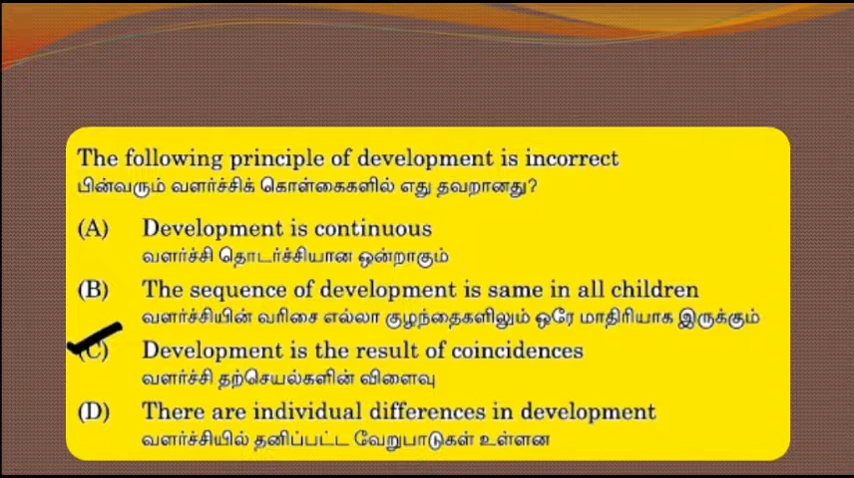 The following principle of development is incorrect
பின்வரும் வளர்ச்சிக் கொள்கைகளில் எது தவறானது?
(A) Development is continuous
வளர்ச்சி தொடர்ச்சியான ஒன்றாகும்
(B) The sequence of development is same in all children
வளர்ச்சியின் வரிசை எல்லா குழந்தைகளிலும் ஒரே மாதிரியாக இருக்கும்
(C) Development is the result of coincidences
வளர்ச்சி தற்செயல்களின் விளைவு
(D) There are individual differences in development
வளர்ச்சியில் தனிப்பட்ட வேறுபாடுகள் உள்ளன